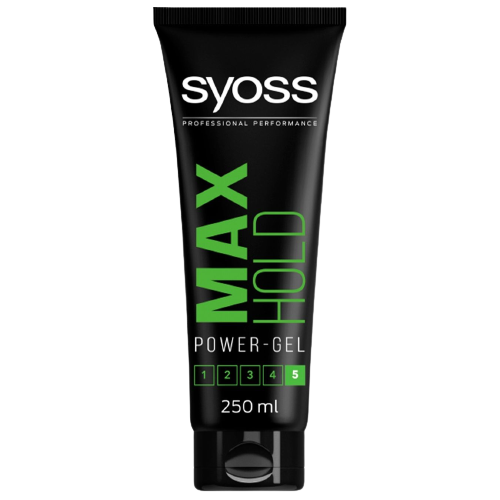 syoss
PROFESSIONAL PERFORMANCE
MAX
HOLD
POWER-GEL
1 2 3 4 5
250 ml